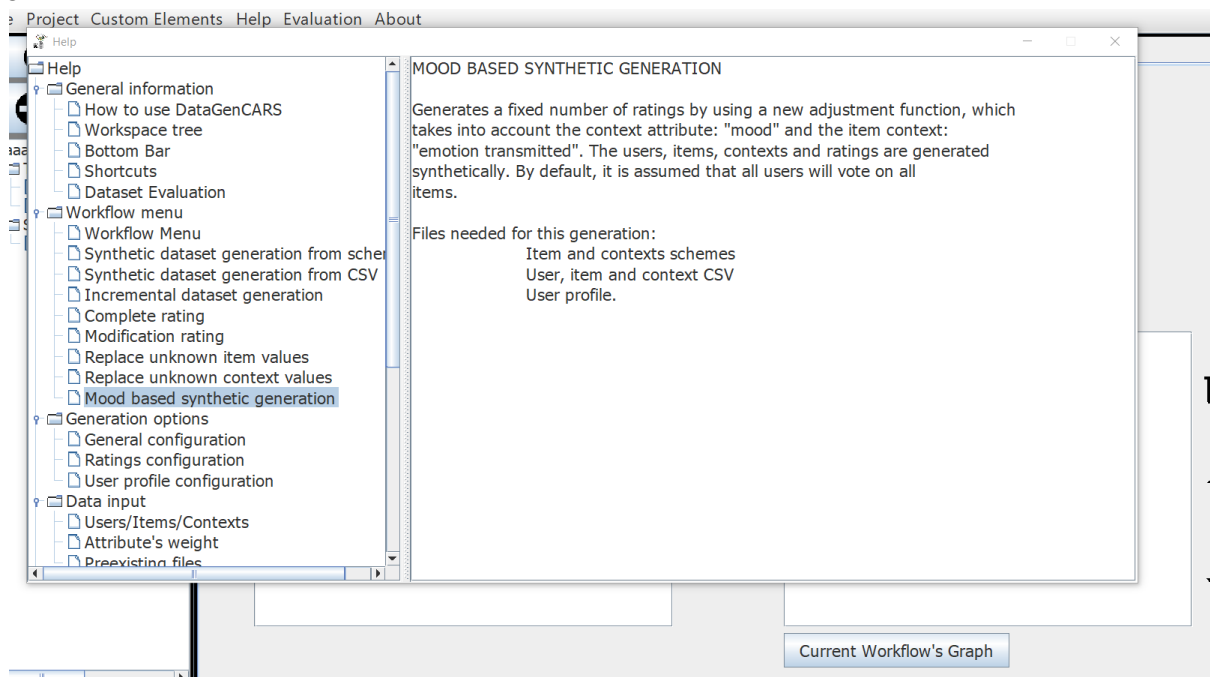 Project Custom Elements Help Evaluation About
Help
Help
General information
How to use DataGenCARS
Workspace tree
Bottom Bar
Shortcuts
Dataset Evaluation
Workflow menu
Workflow Menu
Synthetic dataset generation from scher
Synthetic dataset generation from CSV
Incremental dataset generation
Complete rating
Modification rating
Replace unknown item values
Replace unknown context values
Mood based synthetic generation
Generation options
General configuration
Ratings configuration
User profile configuration
Data input
Users/Items/Contexts
Attribute's weight
Preexisting files
MOOD BASED SYNTHETIC GENERATION
Generates a fixed number of ratings by using a new adjustment function, which
takes into account the context attribute: "mood" and the item context:
"emotion transmitted". The users, items, contexts and ratings are generated
synthetically. By default, it is assumed that all users will vote on all
items.
Files needed for this generation:
Item and contexts schemes
User, item and context CSV
User profile.
Current Workflow's Graph